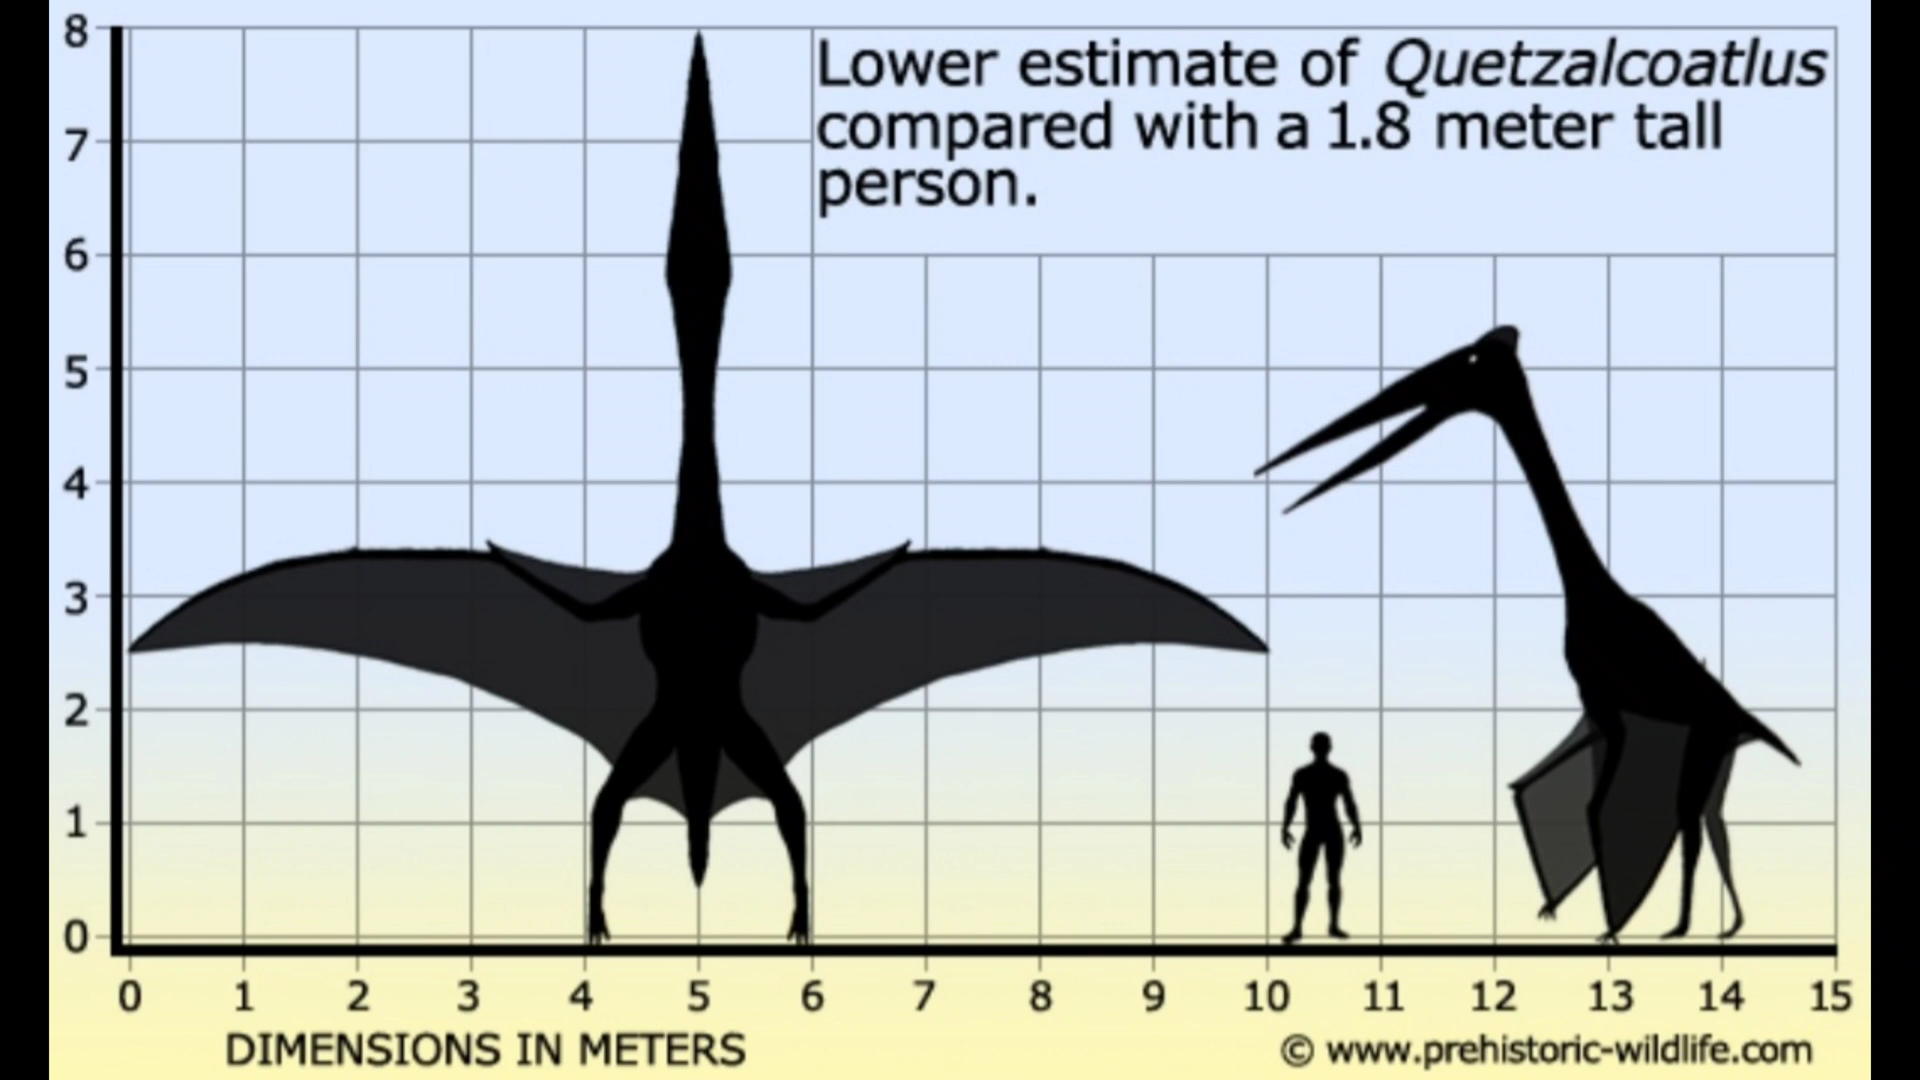 Lower estimate of Quetzalcoatlus
compared with a 1.8 meter tall
person.
8
7
6
5
4
3
2
1
0
0 1 2 3 4 5 6 7 8 9 10 11 12 13 14 15
DIMENSIONS IN METERS
© www.prehistoric-wildlife.com